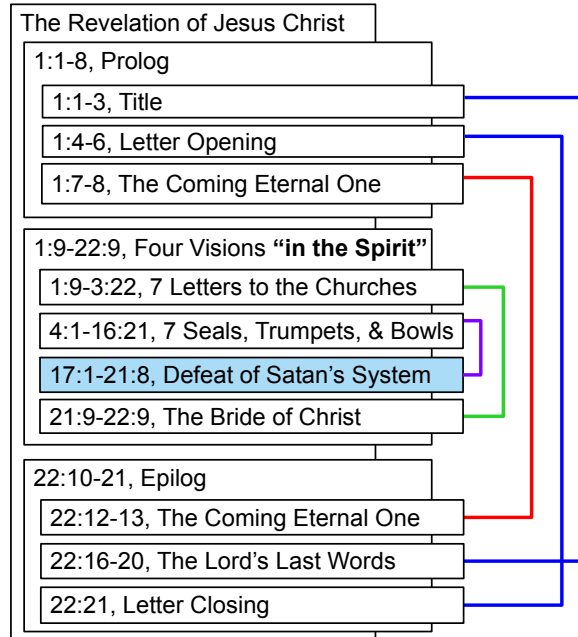 The Revelation of Jesus Christ
1:1-8, Prolog
1:1-3, Title
1:4-6, Letter Opening
1:7-8, The Coming Eternal One
1:9-22:9, Four Visions “in the Spirit”
1:9-3:22, 7 Letters to the Churches
4:1-16:21, 7 Seals, Trumpets, & Bowls
17:1-21:8, Defeat of Satan’s System
21:9-22:9, The Bride of Christ
22:10-21, Epilog
22:12-13, The Coming Eternal One
22:16-20, The Lord’s Last Words
22:21, Letter Closing